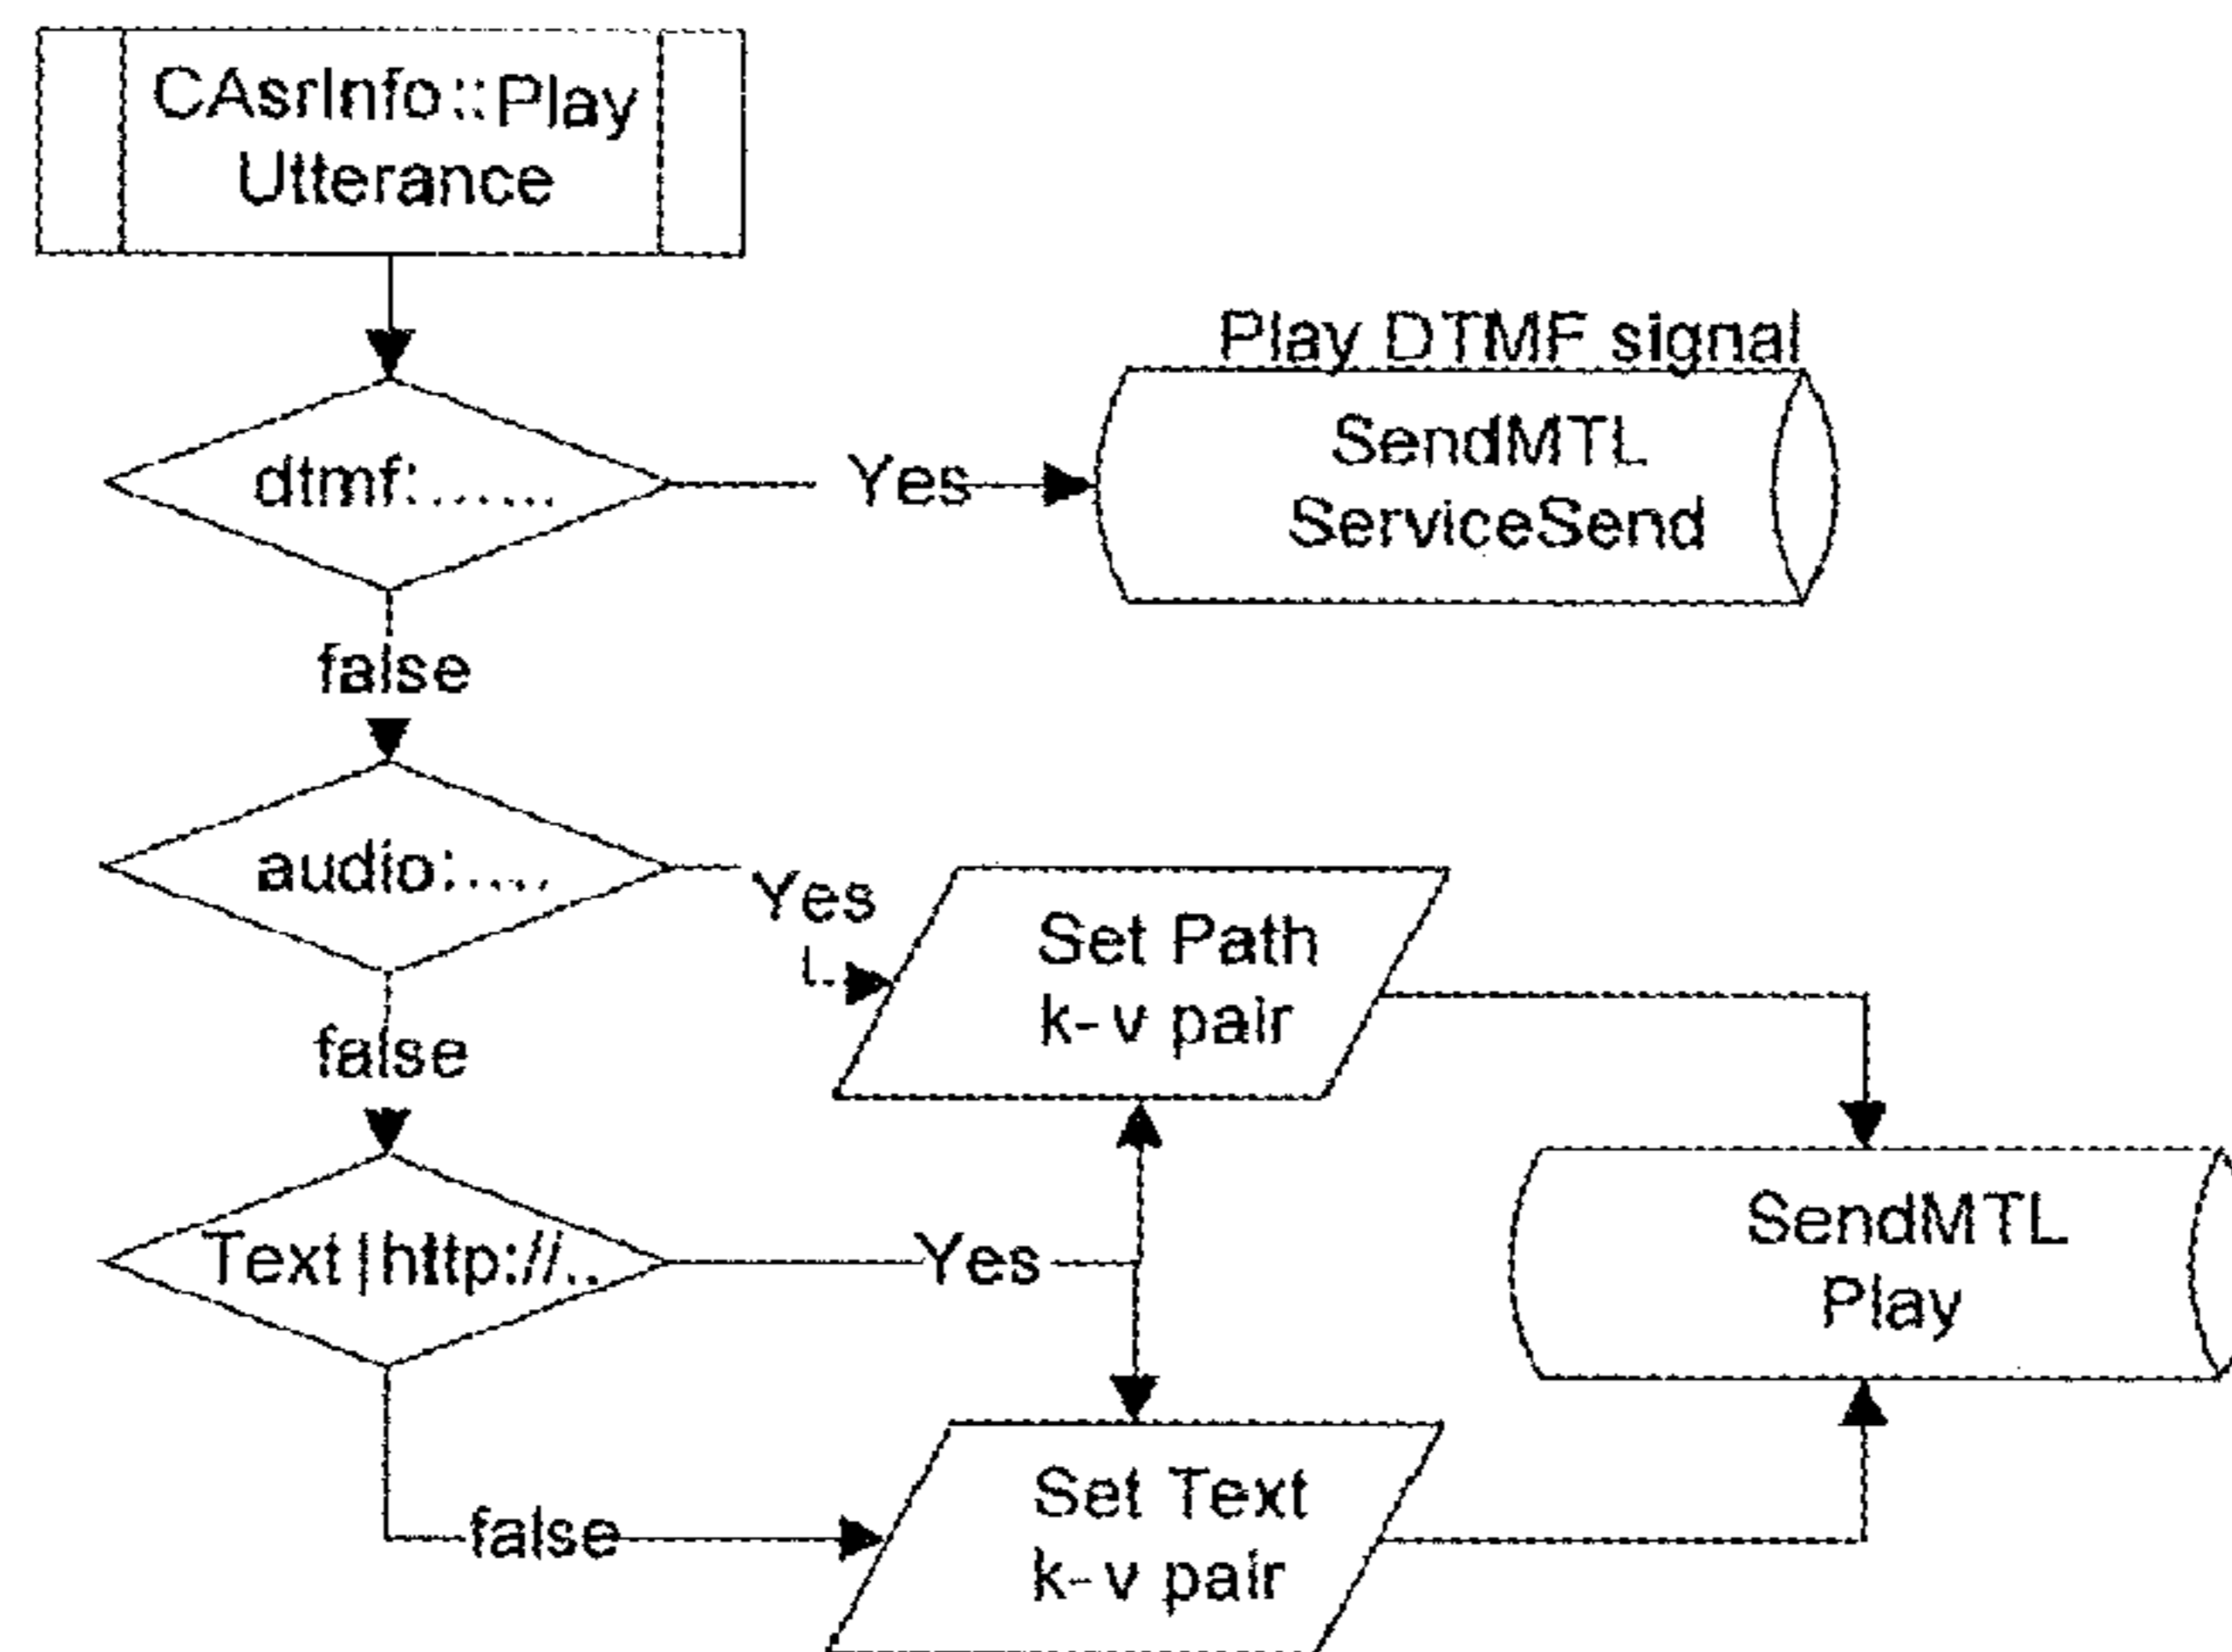 CAsrInfo::Play
Utterance
Play DTMF signal
dtmf:.......
Yes
SendMTL
ServiceSend
false
audio:....
Yes
Set Path
k-v pair
false
Text|http://..
Yes
SendMTL
Play
false
Set Text
k-v pair